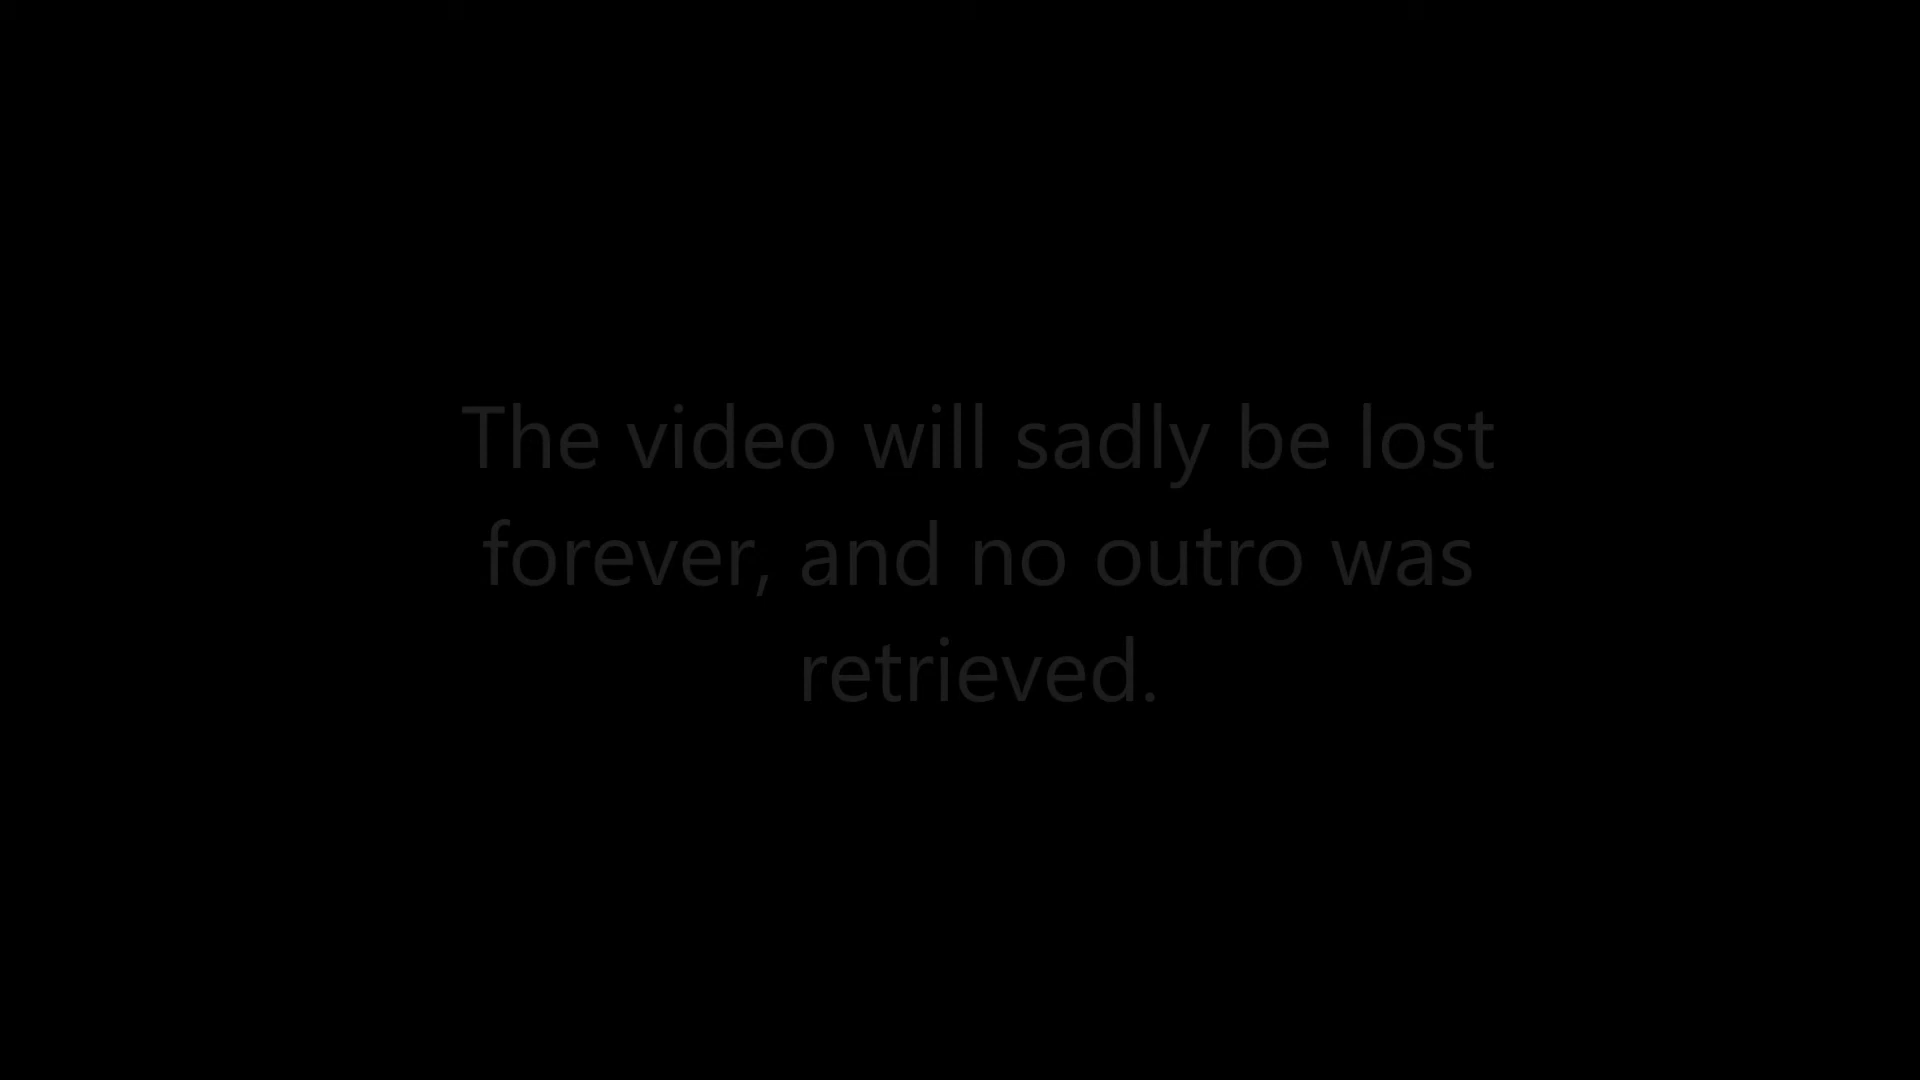 The video will sadly be lost
forever, and no outro was
retrieved.